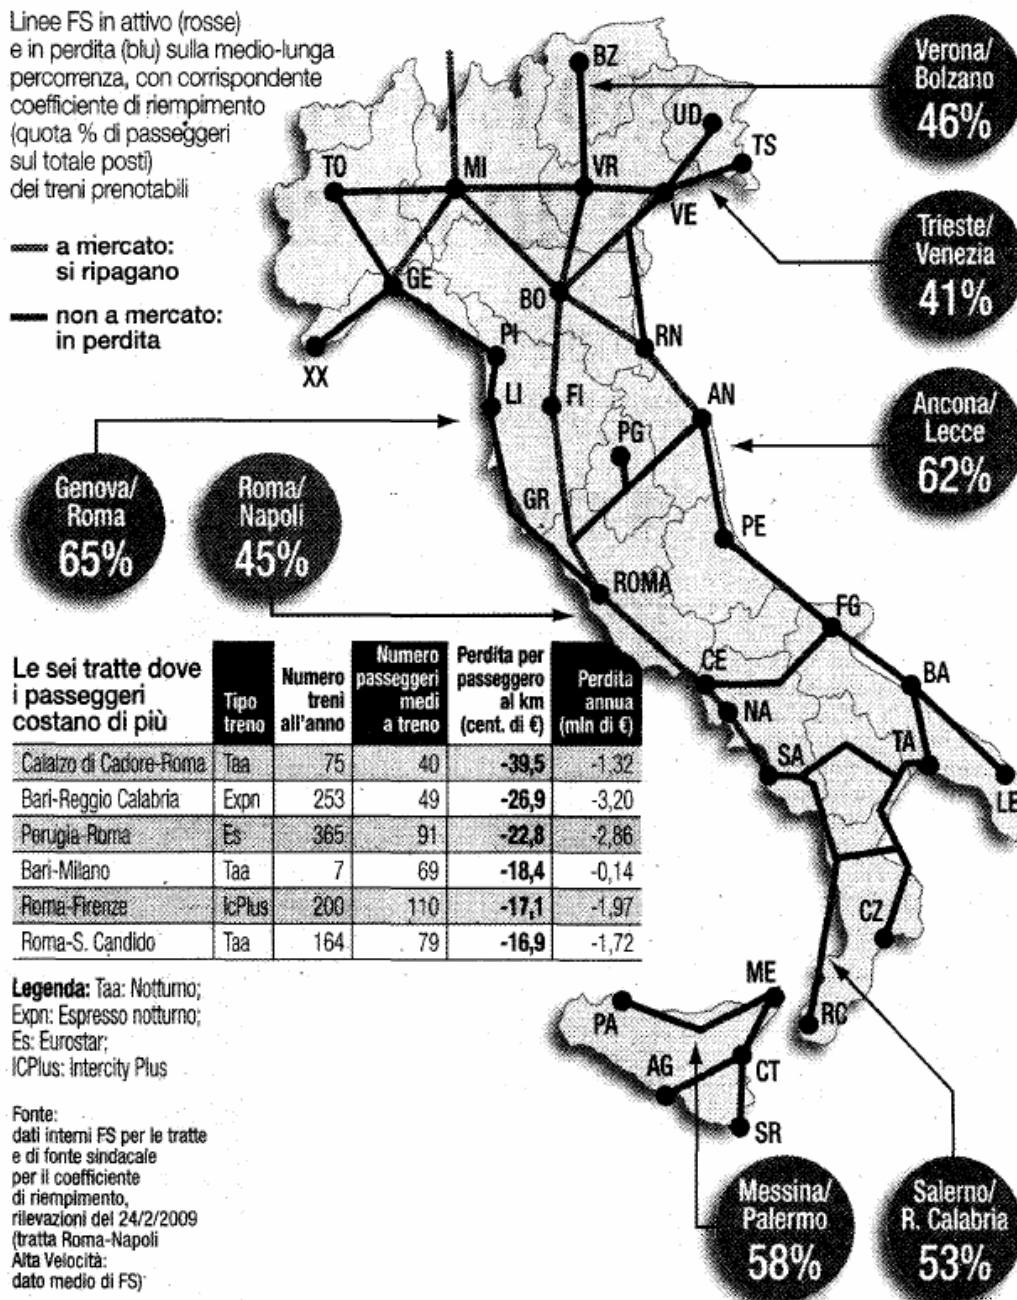 Linee FS in attivo (rosse)
e in perdita (blu) sulla medio-lunga
percorrenza, con corrispondente
coefficiente di riempimento
(quota % di passeggeri
sul totale posti)
dei treni prenotabili
a mercato:
si ripagano
non a mercato:
in perdita
BZ
UD
TS
TO
MI
VR
VE
GE
BO
PI
RN
XX
LI
FI
AN
PG
GR
PE
ROMA
FG
CE
BA
NA
SA
TA
LE
CZ
ME
RC
PA
AG
CT
SR
Verona/
Bolzano
46%
Trieste/
Venezia
41%
Ancona/
Lecce
62%
Genova/
Roma
65%
Roma/
Napoli
45%
Messina/
Palermo
58%
Salerno/
R. Calabria
53%
Le sei tratte dove
i passeggeri
costano di più
Tipo
treno
Numero
treni
all'anno
Numero
passeggeri
medi
a treno
Perdita per
passeggero
al km
(cent. di €)
Perdita
annua
(mln di €)
Calalzo di Cadore-Roma Taa 75 40 -39,5 -1,32
Bari-Reggio Calabria Expn 253 49 -26,9 -3,20
Perugia-Roma Es 365 91 -22,8 -2,86
Bari-Milano Taa 7 69 -18,4 -0,14
Roma-Firenze IcPlus 200 110 -17,1 -1,97
Roma-S. Candido Taa 164 79 -16,9 -1,72
Legenda: Taa: Notturno;
Expn: Espresso notturno;
Es: Eurostar;
ICPlus: Intercity Plus
Fonte:
dati interni FS per le tratte
e di fonte sindacale
per il coefficiente
di riempimento,
rilevazioni del 24/2/2009
(tratta Roma-Napoli
Alta Velocità:
dato medio di FS)